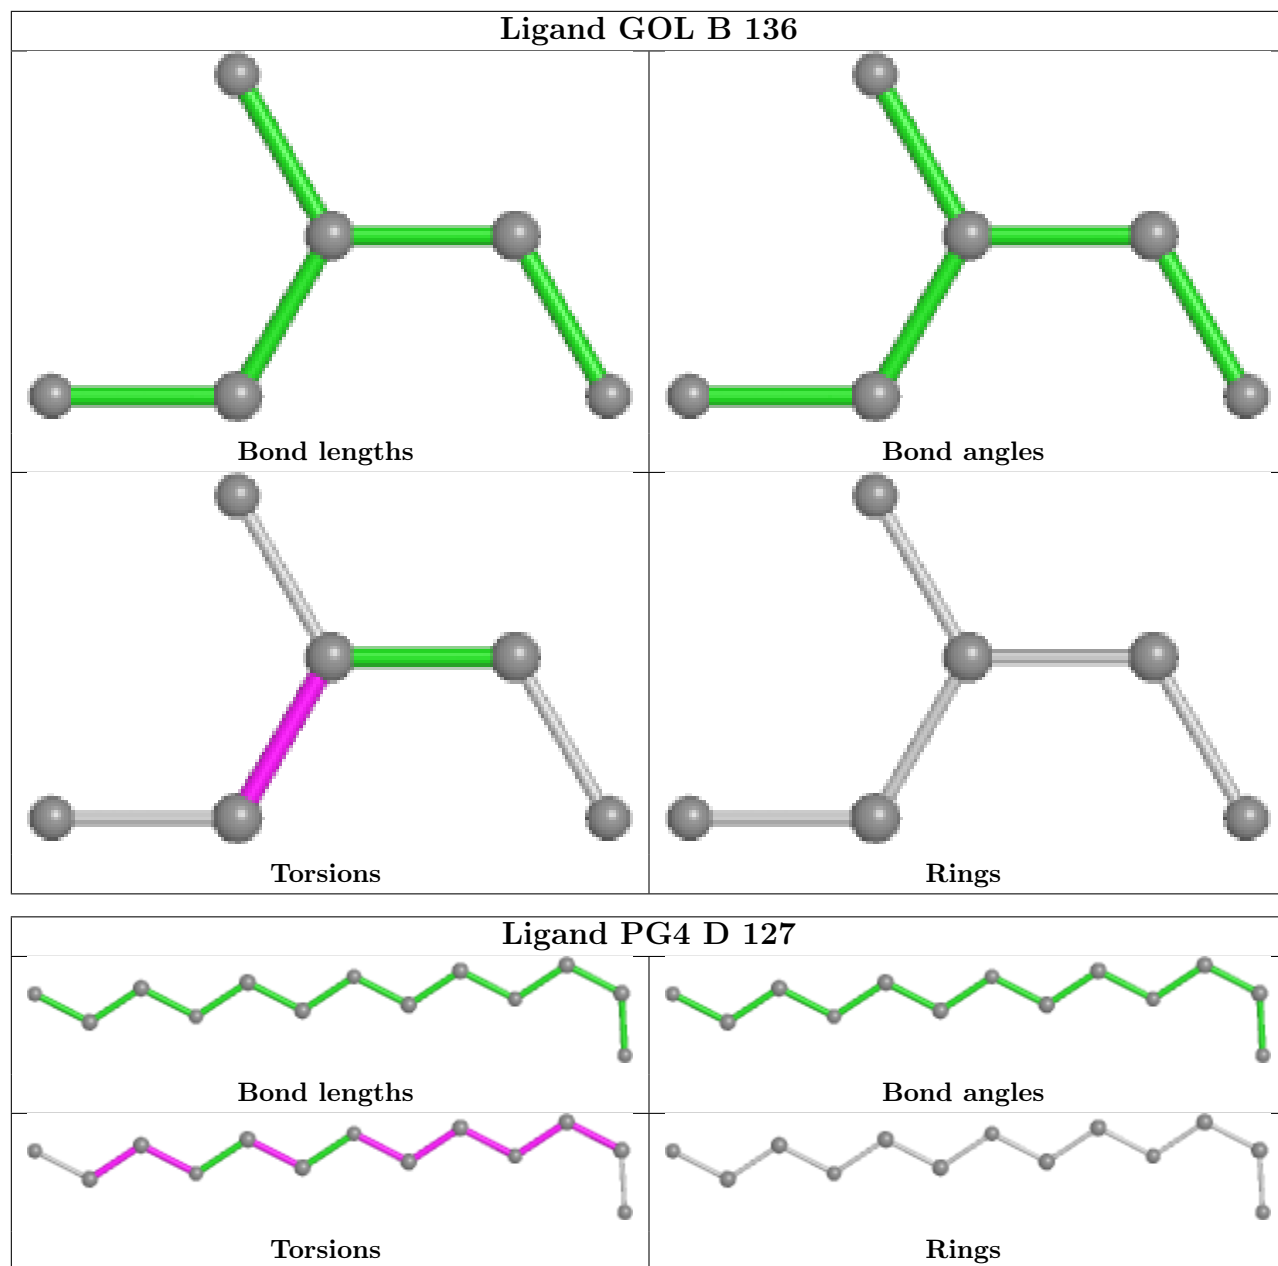 Ligand GOL B 136
Bond lengths
Bond angles
Torsions
Rings
Ligand PG4 D 127
Bond lengths
Bond angles
Torsions
Rings